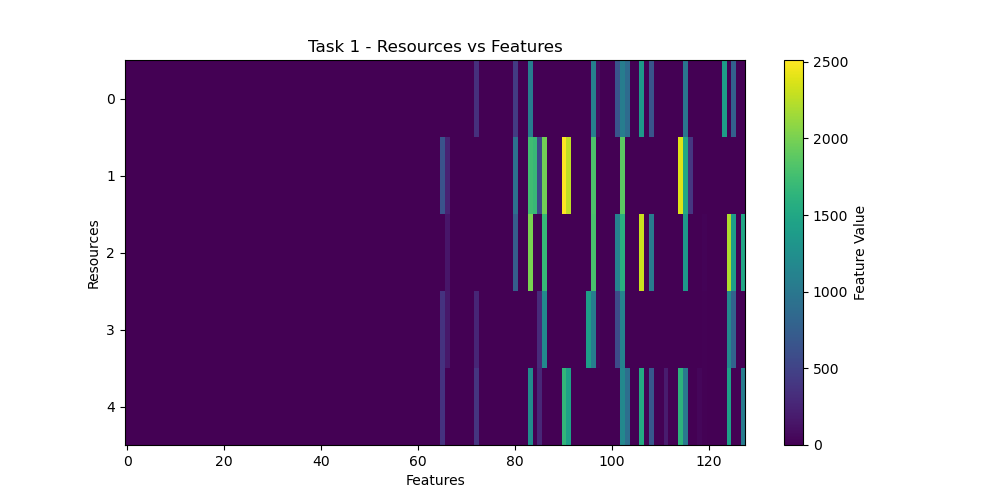 Task 1 - Resources vs Features
Resources
0
1
2
3
4
0 20 40 60 80 100 120
Features
2500
2000
1500
1000
500
0
Feature Value